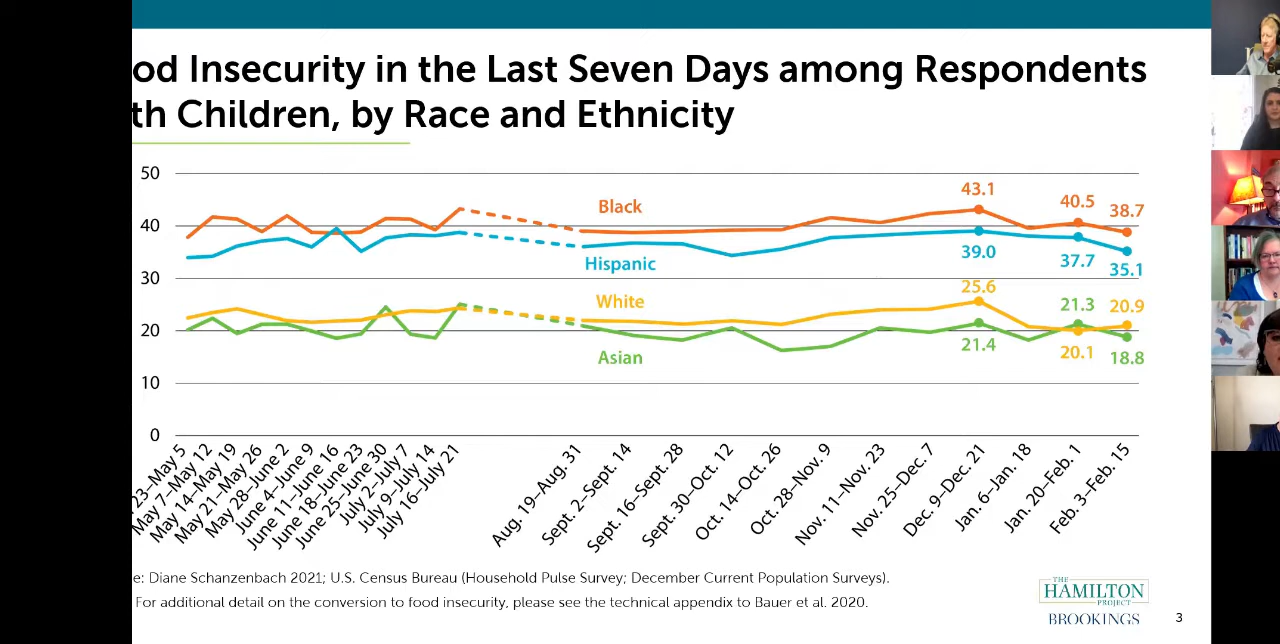 od Insecurity in the Last Seven Days among Respondents
th Children, by Race and Ethnicity
50
40
30
20
10
0
Black
Hispanic
White
Asian
43.1
40.5
38.7
39.0
37.7
35.1
25.6
21.3
20.9
21.4
20.1
18.8
23–May 5
May 7–May 12
May 14–May 19
May 21–May 26
May 28–June 2
June 4–June 9
June 11–June 16
June 18–June 23
June 25–June 30
July 2–July 7
July 9–July 14
July 16–July 21
Aug. 19–Aug. 31
Sept. 2–Sept. 14
Sept. 16–Sept. 28
Sept. 30–Oct. 12
Oct. 14–Oct. 26
Oct. 28–Nov. 9
Nov. 11–Nov. 23
Nov. 25–Dec. 7
Dec. 9–Dec. 21
Jan. 6–Jan. 18
Jan. 20–Feb. 1
Feb. 3–Feb. 15
e: Diane Schanzenbach 2021; U.S. Census Bureau (Household Pulse Survey; December Current Population Surveys).
For additional detail on the conversion to food insecurity, please see the technical appendix to Bauer et al. 2020.
THE
HAMILTON
PROJECT
BROOKINGS
3